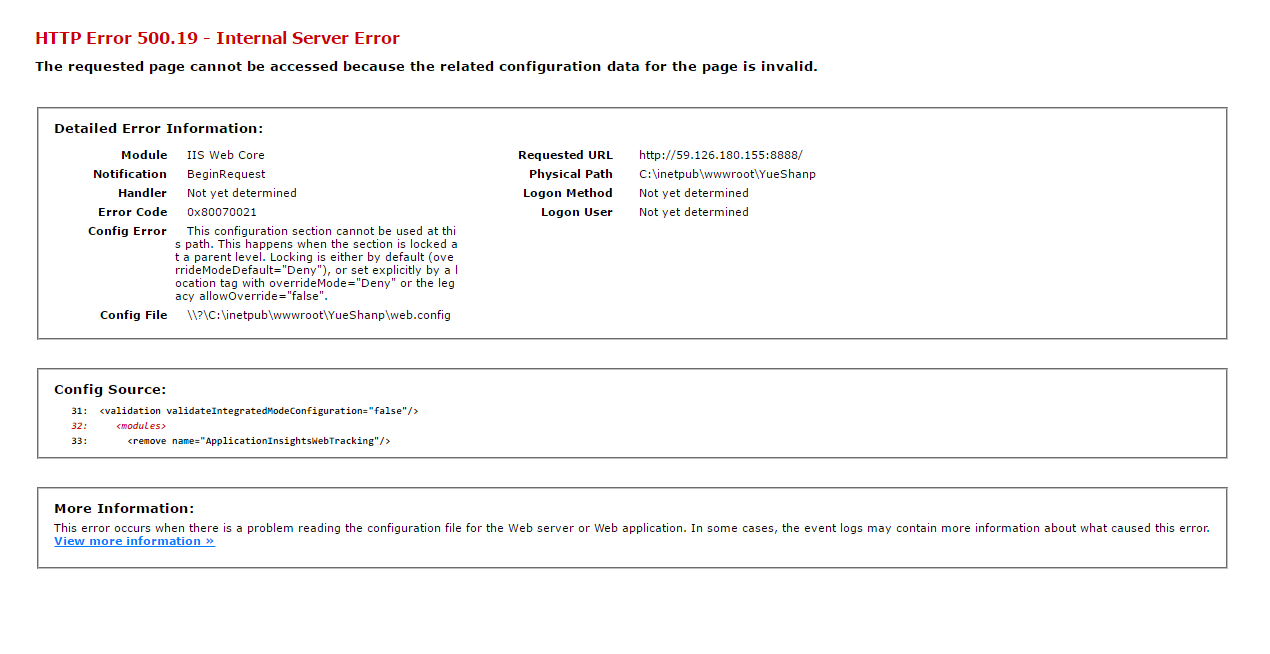 HTTP Error 500.19 - Internal Server Error
The requested page cannot be accessed because the related configuration data for the page is invalid.
Detailed Error Information:
Module IIS Web Core
Notification BeginRequest
Handler Not yet determined
Error Code 0x80070021
Config Error This configuration section cannot be used at thi
s path. This happens when the section is locked a
t a parent level. Locking is either by default (ove
rrideModeDefault="Deny"), or set explicitly by a l
ocation tag with overrideMode="Deny" or the leg
acy allowOverride="false".
Config File \\?\C:\inetpub\wwwroot\YueShanp\web.config
Requested URL http://59.126.180.155:8888/
Physical Path C:\inetpub\wwwroot\YueShanp
Logon Method Not yet determined
Logon User Not yet determined
Config Source:
31: <validation validateIntegratedModeConfiguration="false"/>
32: <modules>
33: <remove name="ApplicationInsightsWebTracking"/>
More Information:
This error occurs when there is a problem reading the configuration file for the Web server or Web application. In some cases, the event logs may contain more information about what caused this error.
View more information »